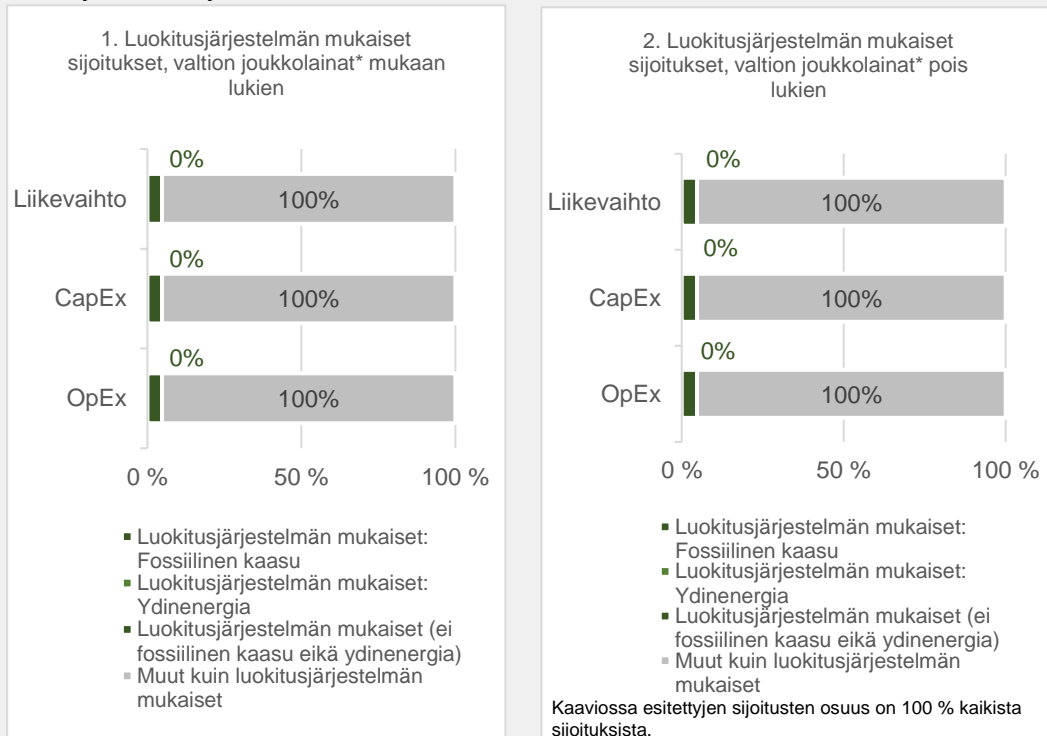 1. Luokitusjärjestelmän mukaiset
sijoitukset, valtion joukkolainat* mukaan
lukien
0%
Liikevaihto
100%
0%
CapEx
100%
0%
OpEx
100%
0 %
50 %
100 %
Luokitusjärjestelmän mukaiset:
Fossiilinen kaasu
Luokitusjärjestelmän mukaiset:
Ydinenergia
Luokitusjärjestelmän mukaiset (ei
fossiilinen kaasu eikä ydinenergia)
Muut kuin luokitusjärjestelmän
mukaiset
2. Luokitusjärjestelmän mukaiset
sijoitukset, valtion joukkolainat* pois
lukien
0%
Liikevaihto
100%
0%
CapEx
100%
0%
OpEx
100%
0 %
50 %
100 %
Luokitusjärjestelmän mukaiset:
Fossiilinen kaasu
Luokitusjärjestelmän mukaiset:
Ydinenergia
Luokitusjärjestelmän mukaiset (ei
fossiilinen kaasu eikä ydinenergia)
Muut kuin luokitusjärjestelmän
mukaiset
Kaaviossa esitettyjen sijoitusten osuus on 100 % kaikista
sijoituksista.